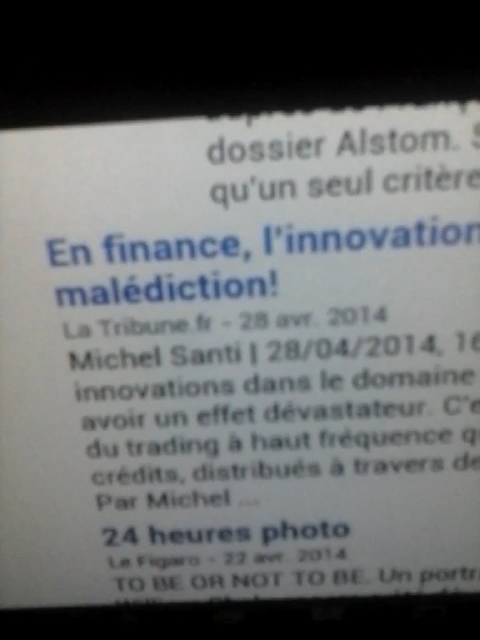 dossier Alstom.
qu'un seul critère
En finance, l'innovation
malédiction!
La Tribune.fr - 28 avr. 2014
Michel Santi | 28/04/2014, 16
innovations dans le domaine
avoir un effet dévastateur. C'e
du trading à haut fréquence q
crédits, distribués à travers de
Par Michel ...
24 heures photo
Le Figaro - 22 avr. 2014
TO BE OR NOT TO BE. Un portr